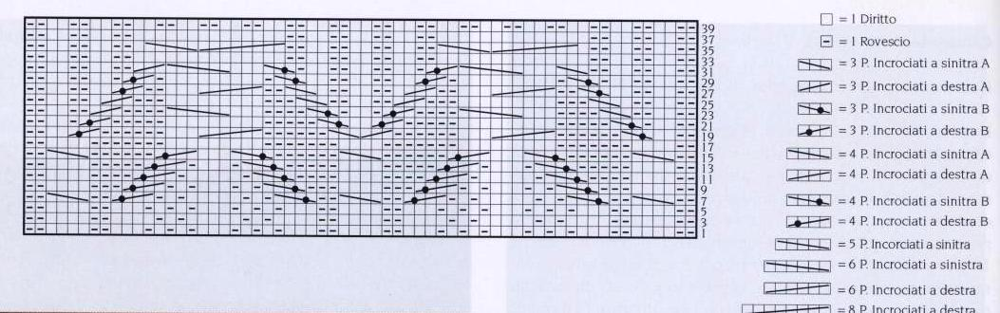 39
37
35
33
31
29
27
25
23
21
19
17
15
13
11
9
7
5
3
1
= 1 Diritto
= 1 Rovescio
= 3 P. Incrociati a sinitra A
= 3 P. Incrociati a destra A
= 3 P. Incrociati a sinitra B
= 3 P. Incrociati a destra B
= 4 P. Incrociati a sinitra A
= 4 P. Incrociati a destra A
= 4 P. Incrociati a sinitra B
= 4 P. Incrociati a destra B
= 5 P. Incorciati a sinitra
= 6 P. Incrociati a sinistra
= 6 P. Incrociati a destra
= 8 P. Incrociati a destra